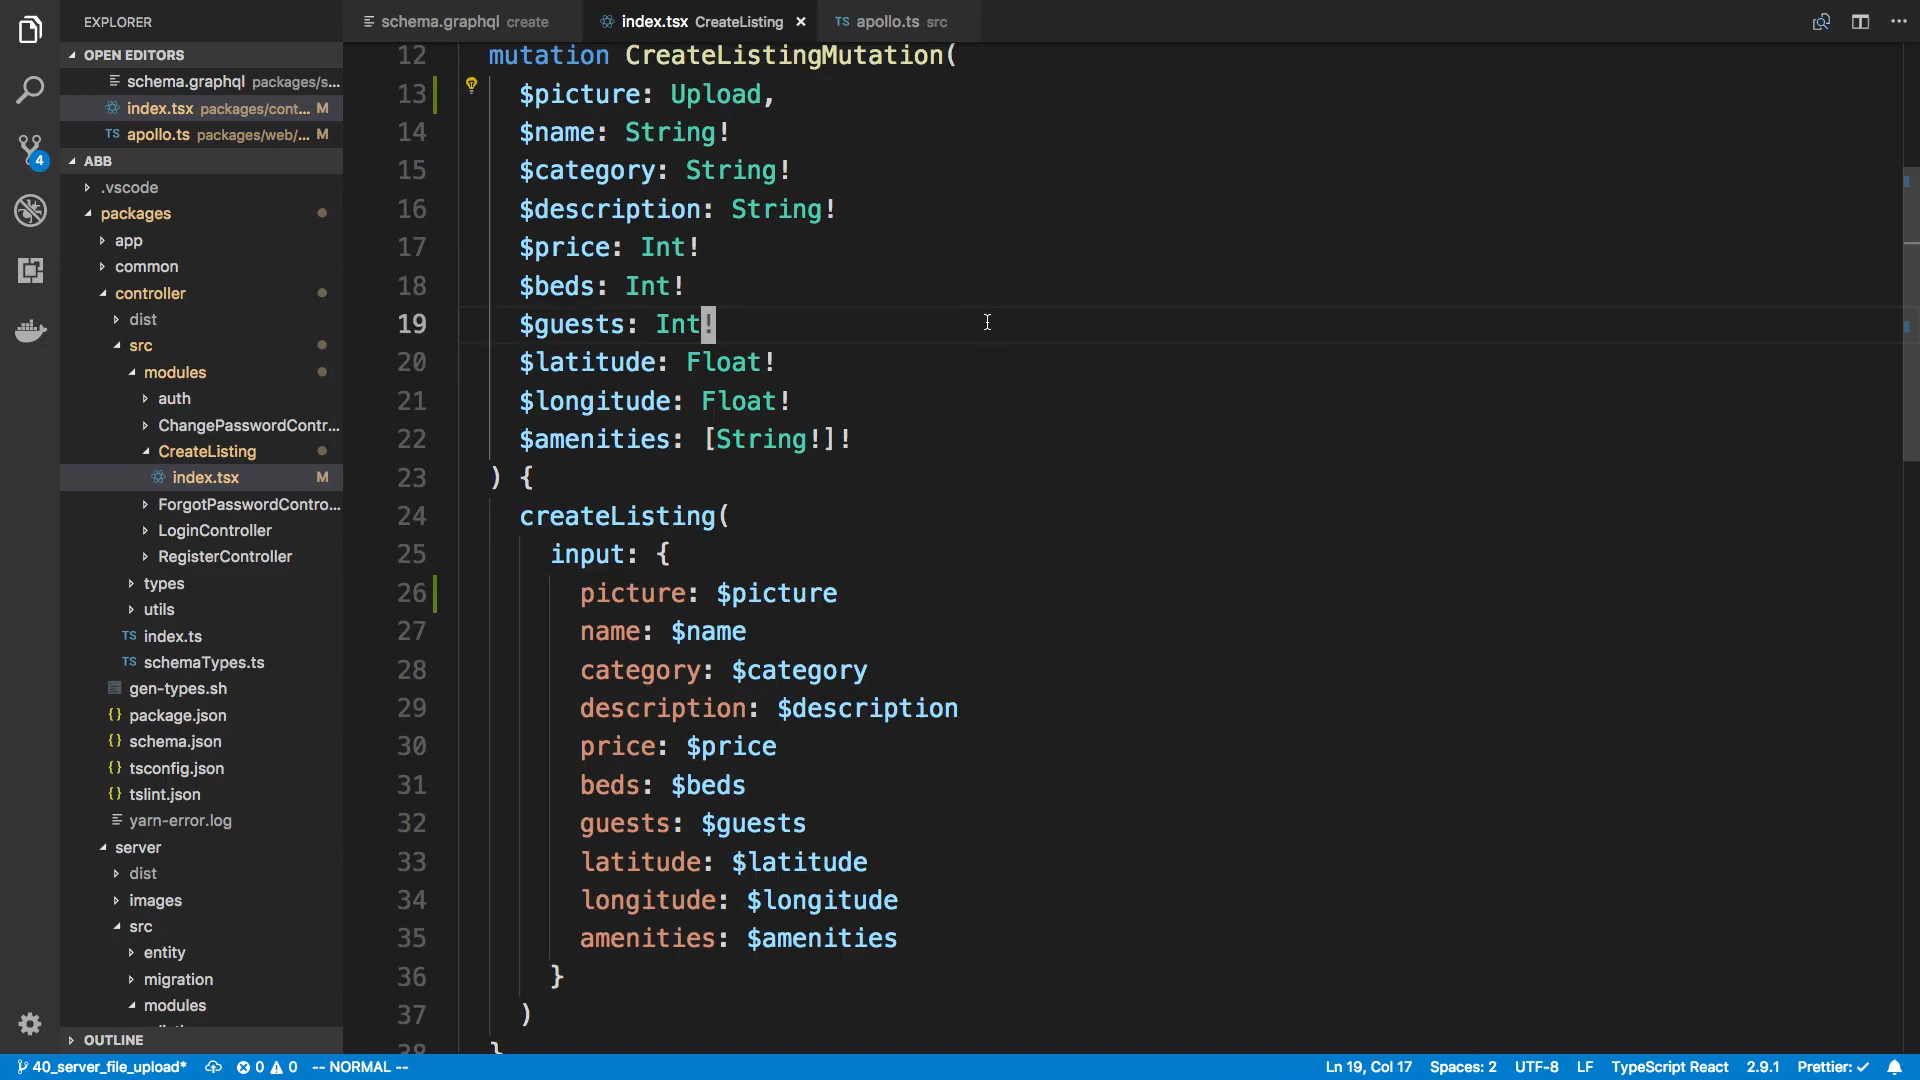 EXPLORER
schema.graphql create
index.tsx CreateListing ×
TS apollo.ts src
OPEN EDITORS
schema.graphql packages/s...
index.tsx packages/cont... M
TS apollo.ts packages/web/... M
ABB
.vscode
packages
app
common
controller
dist
src
modules
auth
ChangePasswordContr...
CreateListing
index.tsx M
ForgotPasswordContro...
LoginController
RegisterController
types
utils
TS index.ts
TS schemaTypes.ts
gen-types.sh
{} package.json
{} schema.json
{} tsconfig.json
{} tslint.json
yarn-error.log
server
dist
images
src
entity
migration
modules
OUTLINE
4
12 mutation CreateListingMutation(
13 $picture: Upload,
14 $name: String!
15 $category: String!
16 $description: String!
17 $price: Int!
18 $beds: Int!
19 $guests: Int!
20 $latitude: Float!
21 $longitude: Float!
22 $amenities: [String!]!
23 ) {
24 createListing(
25 input: {
26 picture: $picture
27 name: $name
28 category: $category
29 description: $description
30 price: $price
31 beds: $beds
32 guests: $guests
33 latitude: $latitude
34 longitude: $longitude
35 amenities: $amenities
36 }
37 )
38 }
40_server_file_upload* 0 0 -- NORMAL -- Ln 19, Col 17 Spaces: 2 UTF-8 LF TypeScript React 2.9.1 Prettier: ✓